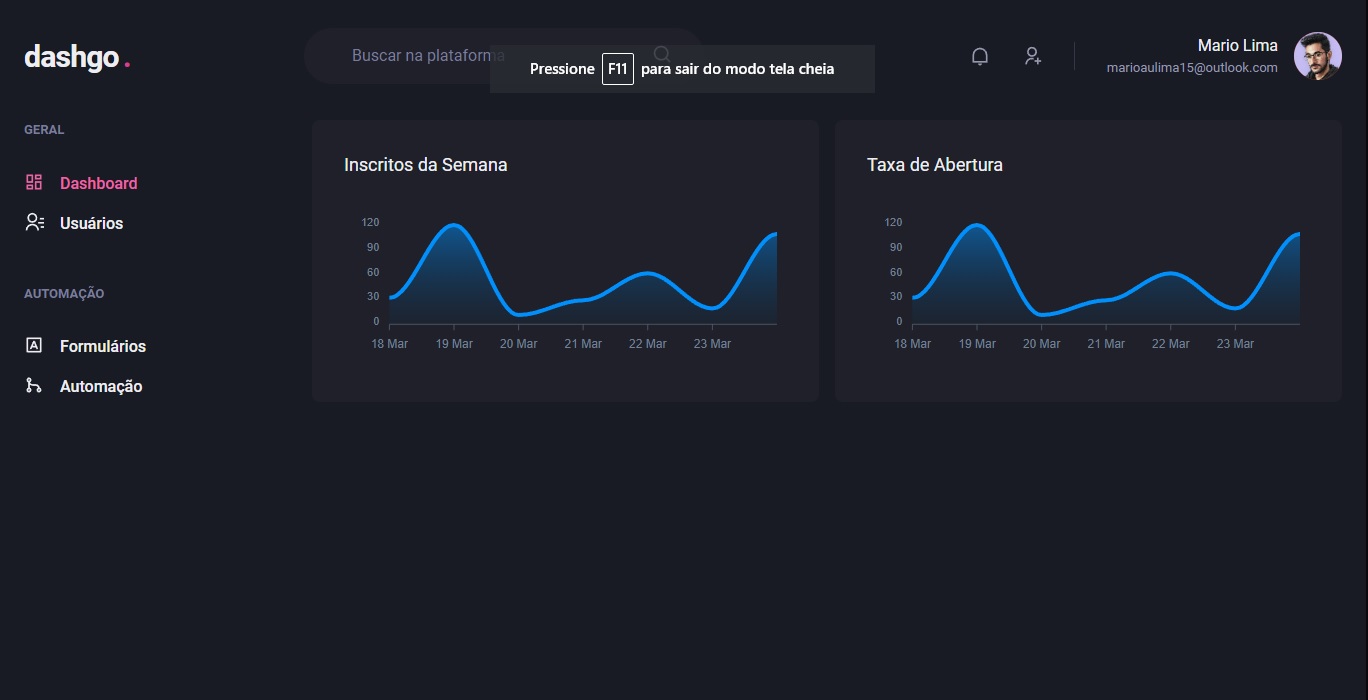 dashgo.
Buscar na plataforma
Pressione F11 para sair do modo tela cheia
Mario Lima
marioaulima15@outlook.com
GERAL
Dashboard
Usuários
AUTOMAÇÃO
Formulários
Automação
Inscritos da Semana
120
90
60
30
0
18 Mar 19 Mar 20 Mar 21 Mar 22 Mar 23 Mar
Taxa de Abertura
120
90
60
30
0
18 Mar 19 Mar 20 Mar 21 Mar 22 Mar 23 Mar